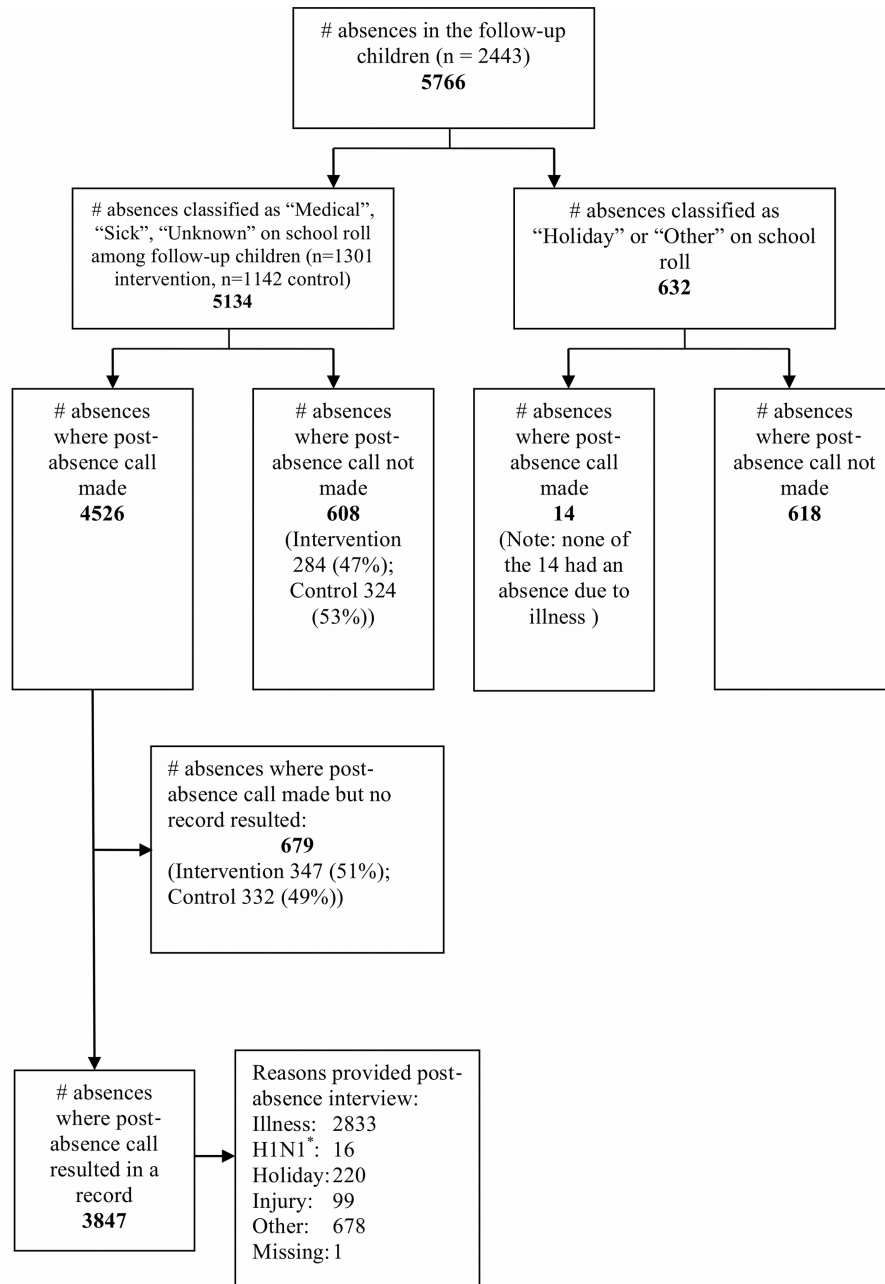 # absences in the follow-up
children (n = 2443)
5766
# absences classified as “Medical”,
“Sick”, “Unknown” on school roll
among follow-up children (n=1301
intervention, n=1142 control)
5134
# absences classified as
“Holiday” or “Other” on school
roll
632
# absences
where post-
absence call
made
4526
# absences
where post-
absence call not
made
608
(Intervention
284 (47%);
Control 324
(53%))
# absences
where post-
absence call
made
14
(Note: none of
the 14 had an
absence due to
illness )
# absences
where post-
absence call not
made
618
# absences where post-
absence call made but no
record resulted:
679
(Intervention 347 (51%);
Control 332 (49%))
# absences
where post-
absence call
resulted in a
record
3847
Reasons provided post-
absence interview:
Illness: 2833
H1N1*: 16
Holiday: 220
Injury: 99
Other: 678
Missing: 1